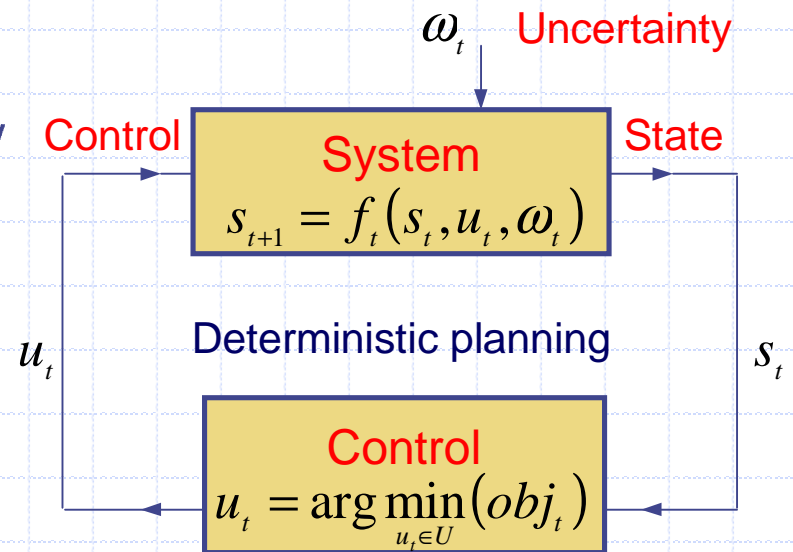 ω_t Uncertainty
Control
State
System
s_{t+1} = f_t(s_t, u_t, ω_t)
u_t
Deterministic planning
s_t
Control
u_t = arg min_{u_t∈U}(obj_t)